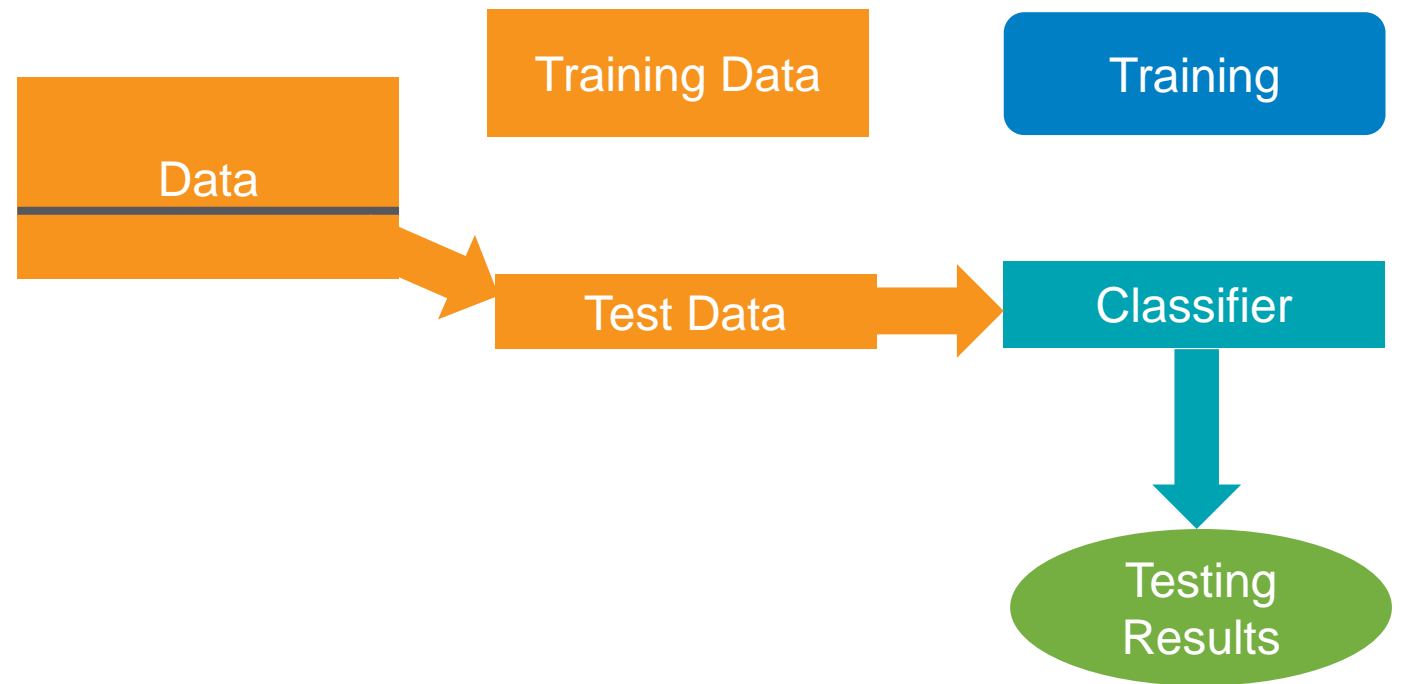 Training Data
Training
Data
Test Data
Classifier
Testing
Results